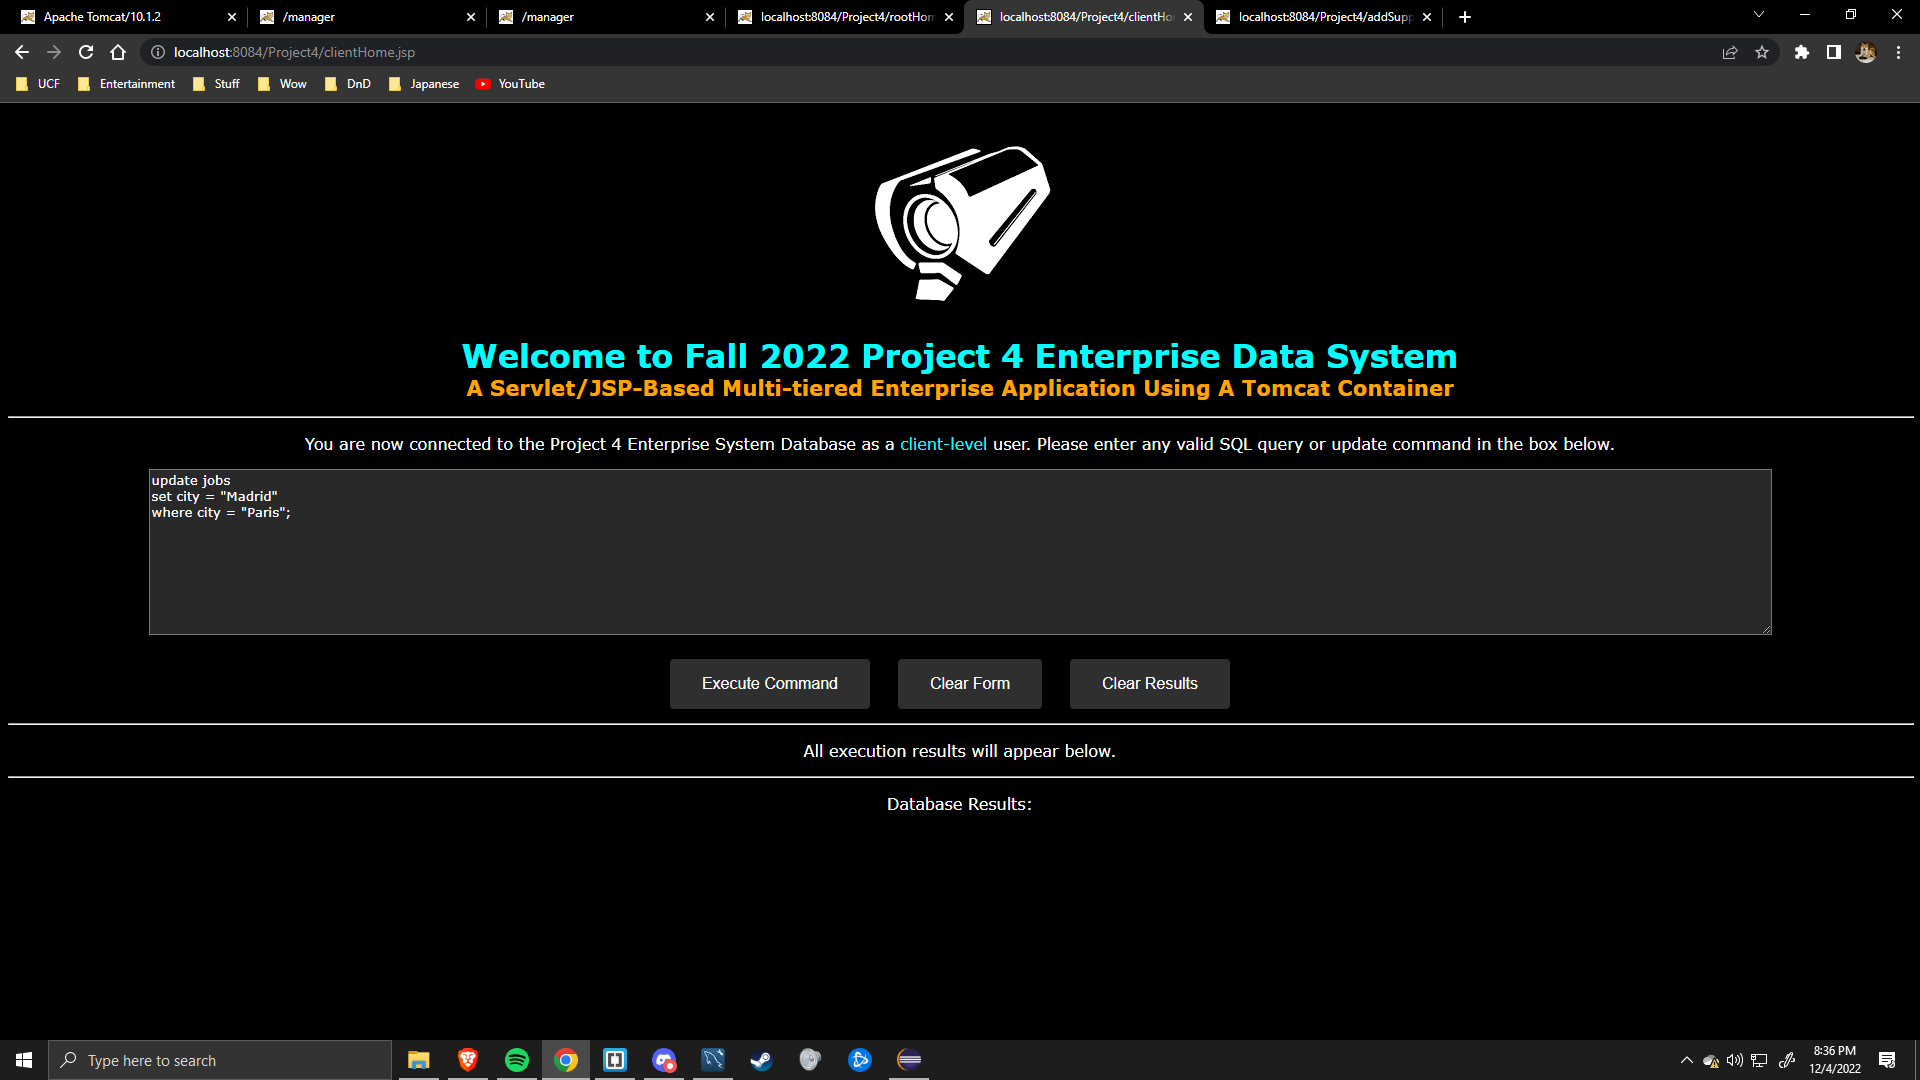 Apache Tomcat/10.1.2
/manager
/manager
localhost:8084/Project4/rootHom
localhost:8084/Project4/clientHo
localhost:8084/Project4/addSupp
localhost:8084/Project4/clientHome.jsp
UCF
Entertainment
Stuff
Wow
DnD
Japanese
YouTube
Welcome to Fall 2022 Project 4 Enterprise Data System
A Servlet/JSP-Based Multi-tiered Enterprise Application Using A Tomcat Container
You are now connected to the Project 4 Enterprise System Database as a client-level user. Please enter any valid SQL query or update command in the box below.
update jobs
set city = "Madrid"
where city = "Paris";
Execute Command
Clear Form
Clear Results
All execution results will appear below.
Database Results:
Type here to search
8:36 PM
12/4/2022